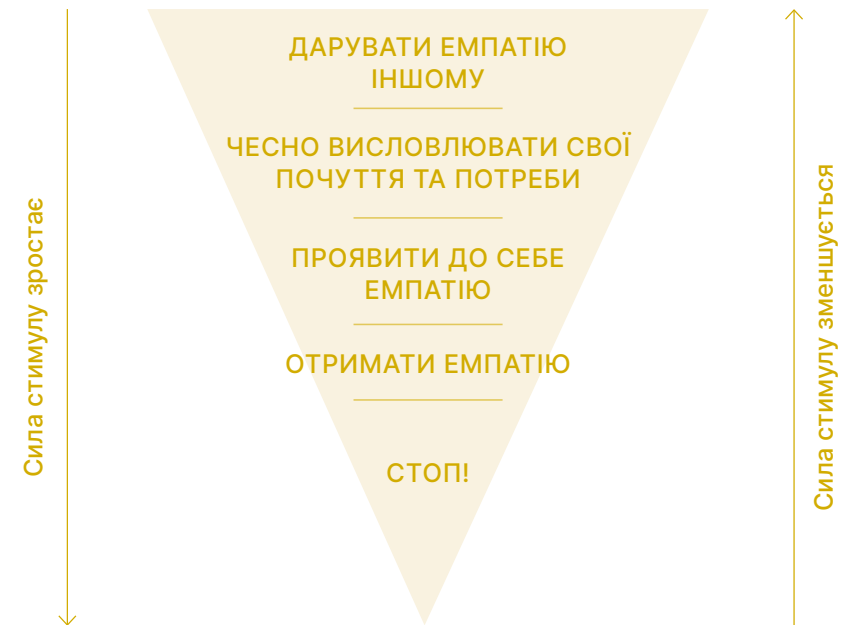 ДАРУВАТИ ЕМПАТІЮ
ІНШОМУ
ЧЕСНО ВИСЛОВЛЮВАТИ СВОЇ
ПОЧУТТЯ ТА ПОТРЕБИ
ПРОЯВИТИ ДО СЕБЕ
ЕМПАТІЮ
ОТРИМАТИ ЕМПАТІЮ
СТОП!
Сила стимулу зростає
Сила стимулу зменшується